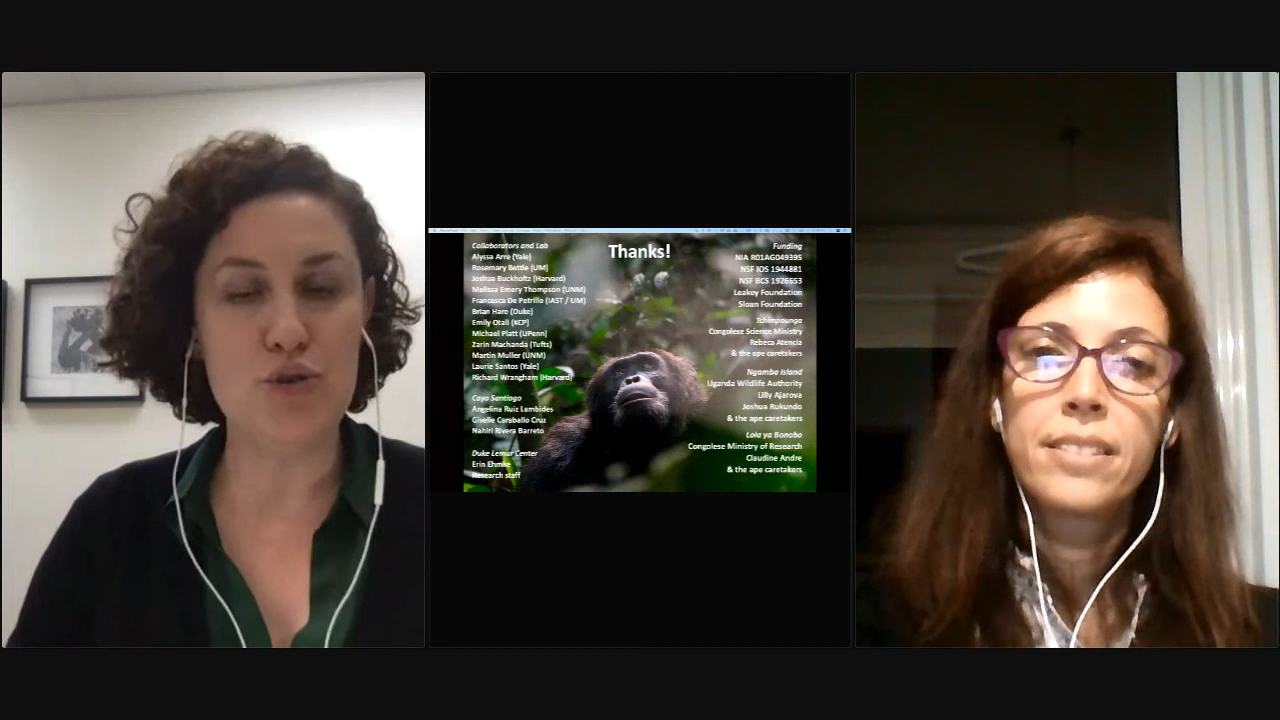 Thanks!
Collaborators and Lab
Alyssa Arre (Yale)
Rosemary Bettle (UM)
Joshua Buckholtz (Harvard)
Melissa Emery Thompson (UNM)
Francesca De Petrillo (IAST / UM)
Brian Hare (Duke)
Emily Otali (KCP)
Michael Platt (UPenn)
Zarin Machanda (Tufts)
Martin Muller (UNM)
Laurie Santos (Yale)
Richard Wrangham (Harvard)
Cayo Santiago
Angelina Ruiz Lambides
Giselle Caraballo Cruz
Nahiri Rivera Barreto
Duke Lemur Center
Erin Ehmke
Research staff
Funding
NIA R01AG049395
NSF IOS 1944881
NSF BCS 1926653
Leakey Foundation
Sloan Foundation
Tchimpounga
Congolese Science Ministry
Rebeca Atencia
& the ape caretakers
Ngamba Island
Uganda Wildlife Authority
Lilly Ajarova
Joshua Rukundo
& the ape caretakers
Lola ya Bonobo
Congolese Ministry of Research
Claudine Andre
& the ape caretakers